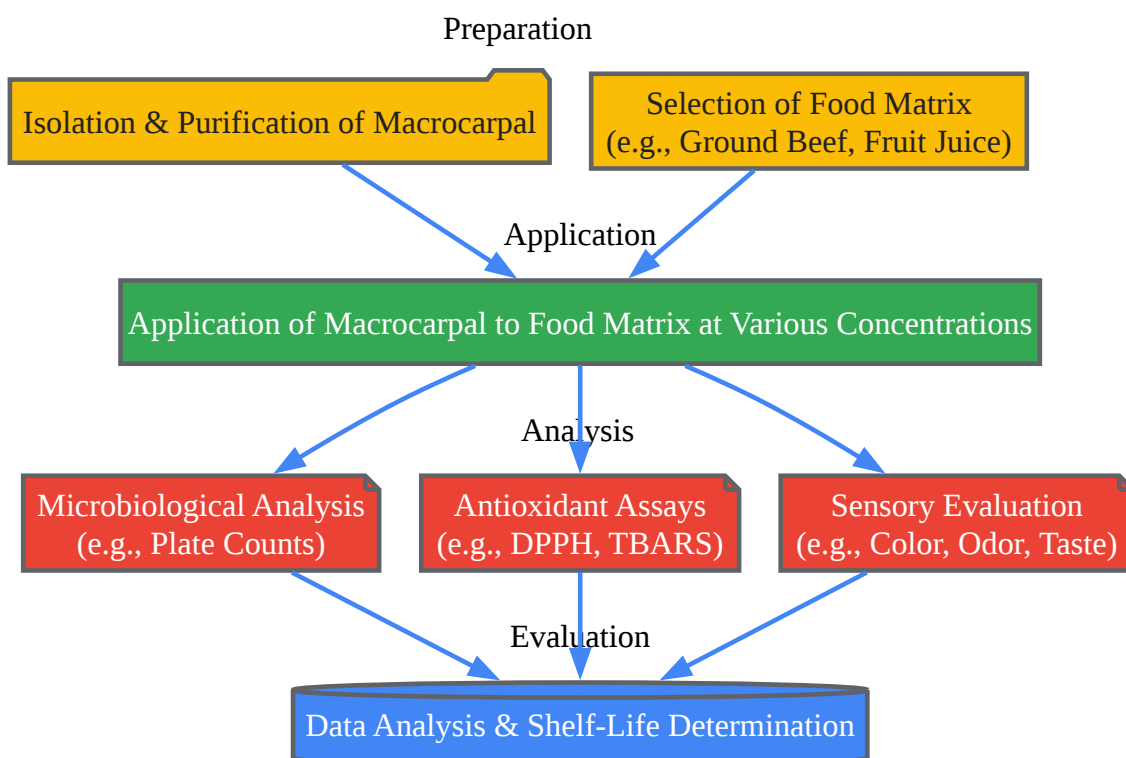 Preparation
Isolation & Purification of Macrocarpal
Selection of Food Matrix
(e.g., Ground Beef, Fruit Juice)
Application
Application of Macrocarpal to Food Matrix at Various Concentrations
Analysis
Microbiological Analysis
(e.g., Plate Counts)
Antioxidant Assays
(e.g., DPPH, TBARS)
Sensory Evaluation
(e.g., Color, Odor, Taste)
Evaluation
Data Analysis & Shelf-Life Determination